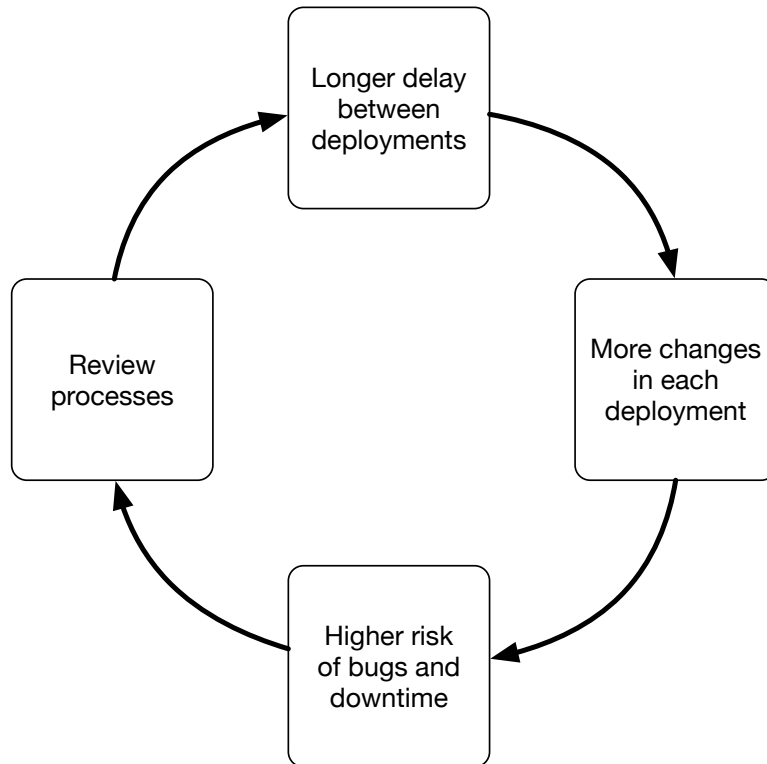 Longer delay
between
deployments
More changes
in each
deployment
Higher risk
of bugs and
downtime
Review
processes